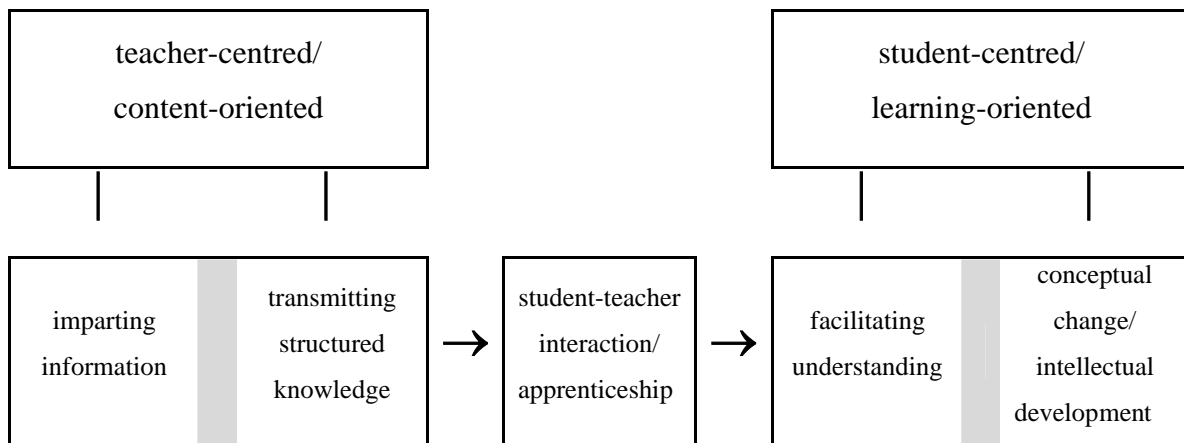 teacher-centred/
content-oriented
student-centred/
learning-oriented
imparting
information
transmitting
structured
knowledge
student-teacher
interaction/
apprenticeship
facilitating
understanding
conceptual
change/
intellectual
development